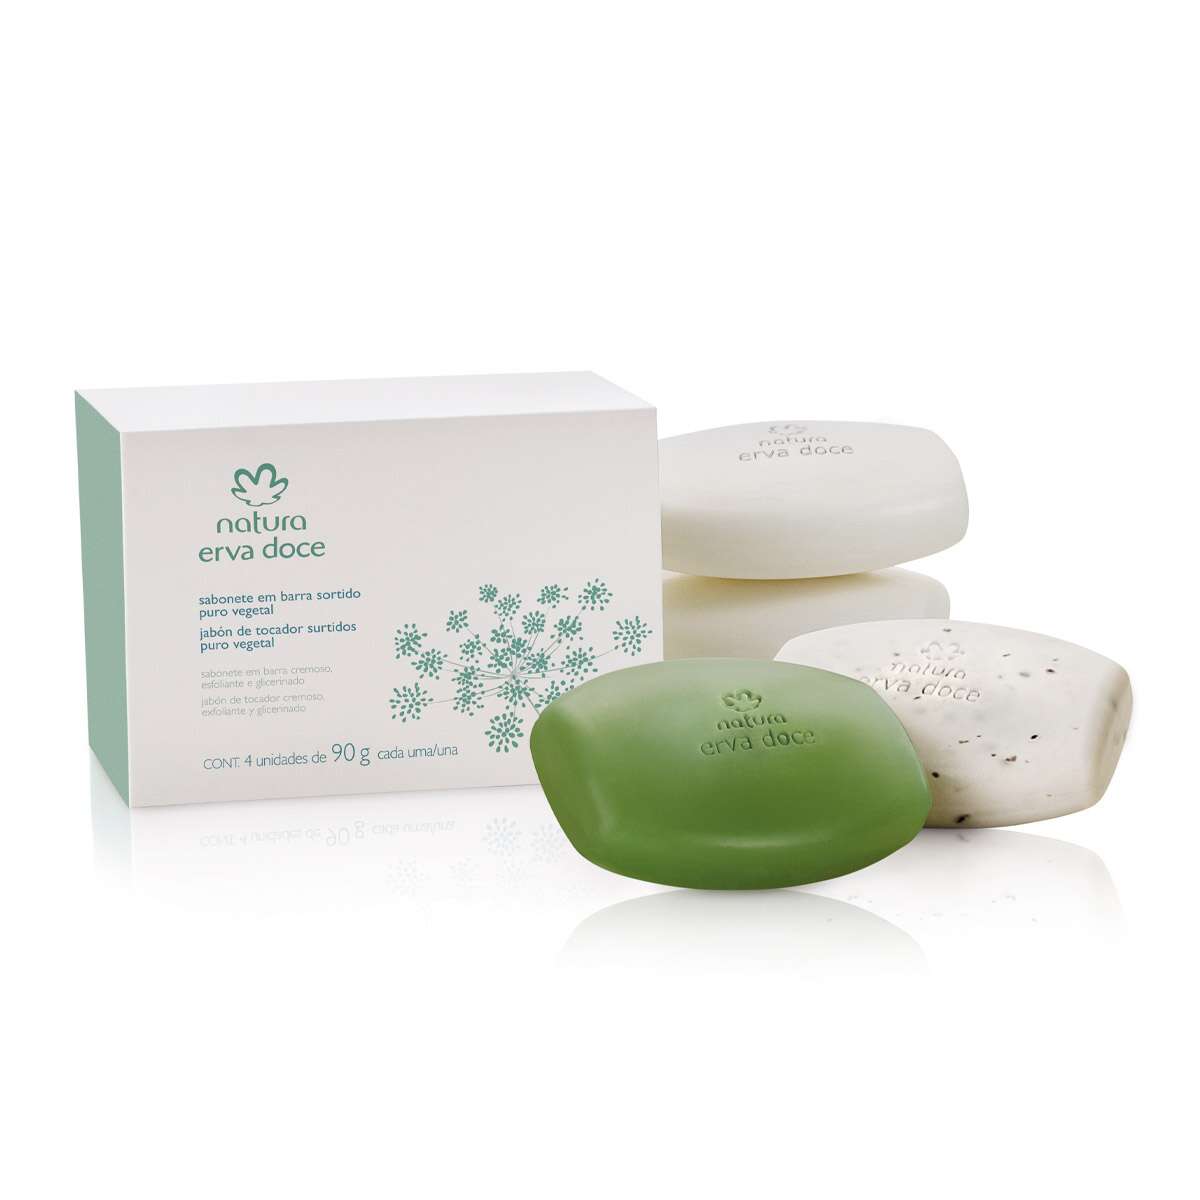 natura
erva doce
sabonete em barra sortido
puro vegetal
jabón de tocador surtidos
puro vegetal
sabonete em barra cremoso,
esfoliante e glicerinado
jabón de tocador cremoso,
exfoliante y glicerinado
CONT. 4 unidades de 90 g cada uma/una
natura
erva doce
natura
erva doce
natura
erva doce